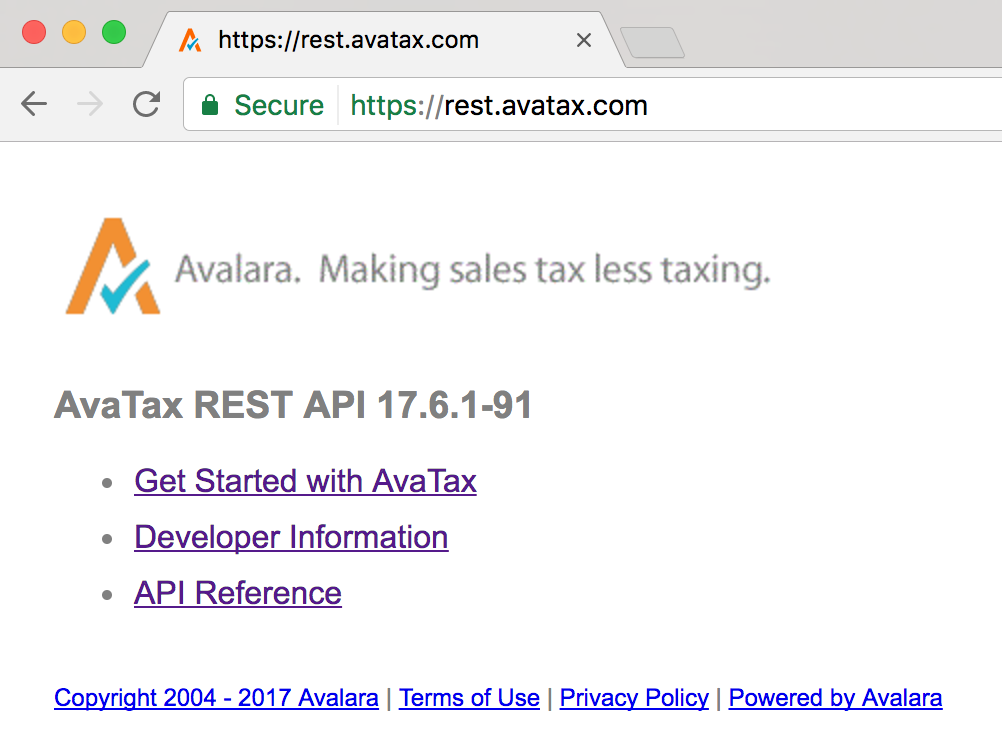 https://rest.avatax.com
Secure https://rest.avatax.com
Avalara. Making sales tax less taxing.
AvaTax REST API 17.6.1-91
Get Started with AvaTax
Developer Information
API Reference
Copyright 2004 - 2017 Avalara | Terms of Use | Privacy Policy | Powered by Avalara